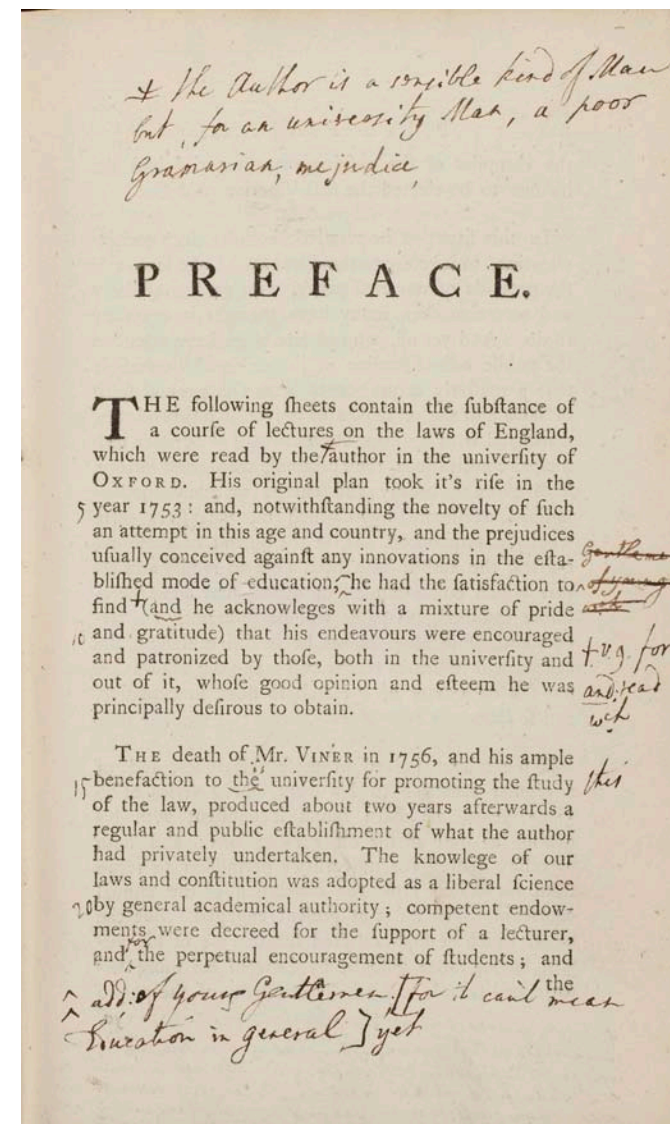 + the Author is a sensible kind of Man
but, for an university Man, a poor
Gramarian, me judice,
PREFACE.
THE following ſheets contain the ſubſtance of
a courſe of lectures on the laws of England,
which were read by the + author in the univerſity of
OXFORD. His original plan took it's riſe in the
5 year 1753: and, notwithſtanding the novelty of ſuch
an attempt in this age and country, and the prejudices
uſually conceived againſt any innovations in the eſta-
bliſhed mode of education, ^ he had the ſatisfaction to
find + (and he acknowleges with a mixture of pride
10 and gratitude) that his endeavours were encouraged
and patronized by thoſe, both in the univerſity and
out of it, whoſe good opinion and eſteem he was
principally deſirous to obtain.
^ Gentleme
of young
+. v.g. for
and, read
wch
THE death of Mr. VINER in 1756, and his ample
15 benefaction to the univerſity for promoting the ſtudy
this
of the law, produced about two years afterwards a
regular and public eſtabliſhment of what the author
had privately undertaken. The knowlege of our
laws and conſtitution was adopted as a liberal ſcience
20 by general academical authority; competent endow-
ments were decreed for the ſupport of a lecturer,
and ^ for the perpetual encouragement of ſtudents; and
the
^ add: of young Gentlemen [for it can't mean
^ Education in general] yet